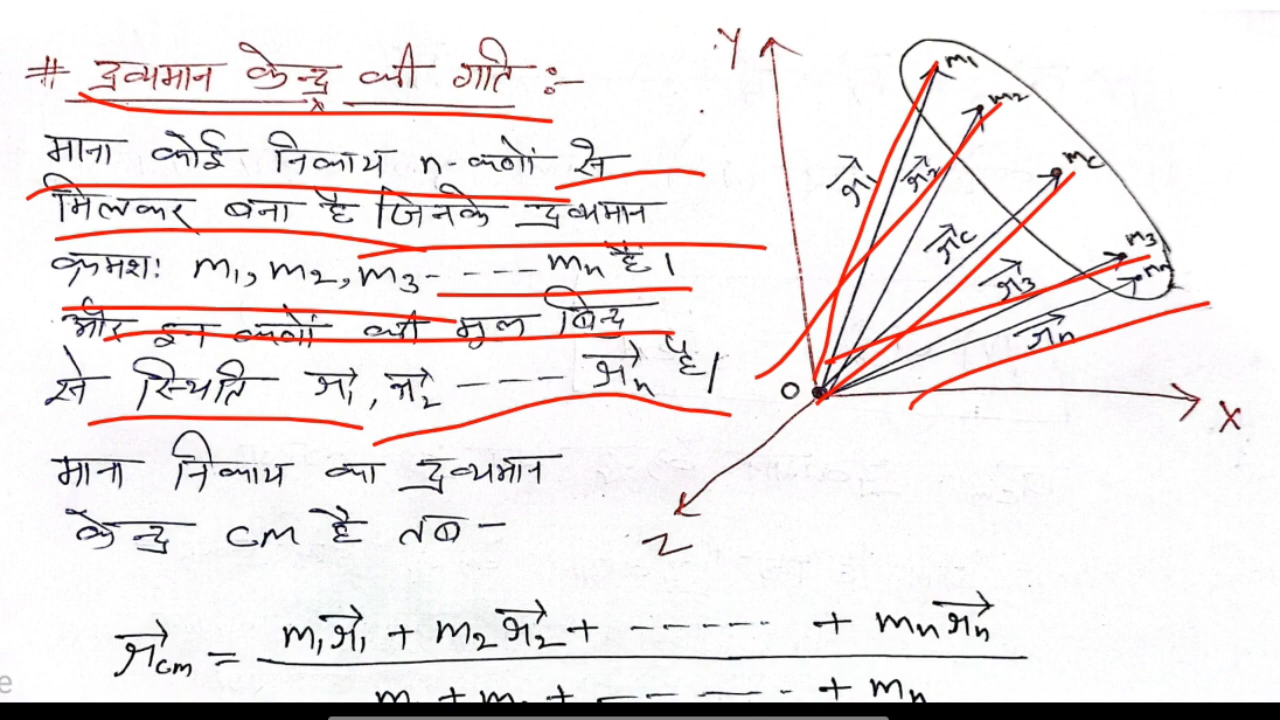 # द्रव्यमान केन्द्र की गति :-
माना कोई निकाय n-कणों से
मिलकर बना है जिनके द्रव्यमान
क्रमशः m₁, m₂, m₃- - - - - mₙ है।
और इन कणों की मूल बिन्दु
से स्थिति r⃗₁, r⃗₂ - - - - r⃗ₙ है।
माना निकाय का द्रव्यमान
केन्द्र cm है तब -
r⃗cm = m₁r⃗₁ + m₂r⃗₂ + - - - - - - + mₙr⃗ₙ
m + m + - - - - - - + mₙ
Y
m₁
m₂
mc
m₃
mₙ
r⃗₁
r⃗₂
r⃗c
r⃗₃
r⃗ₙ
O
X
Z
e